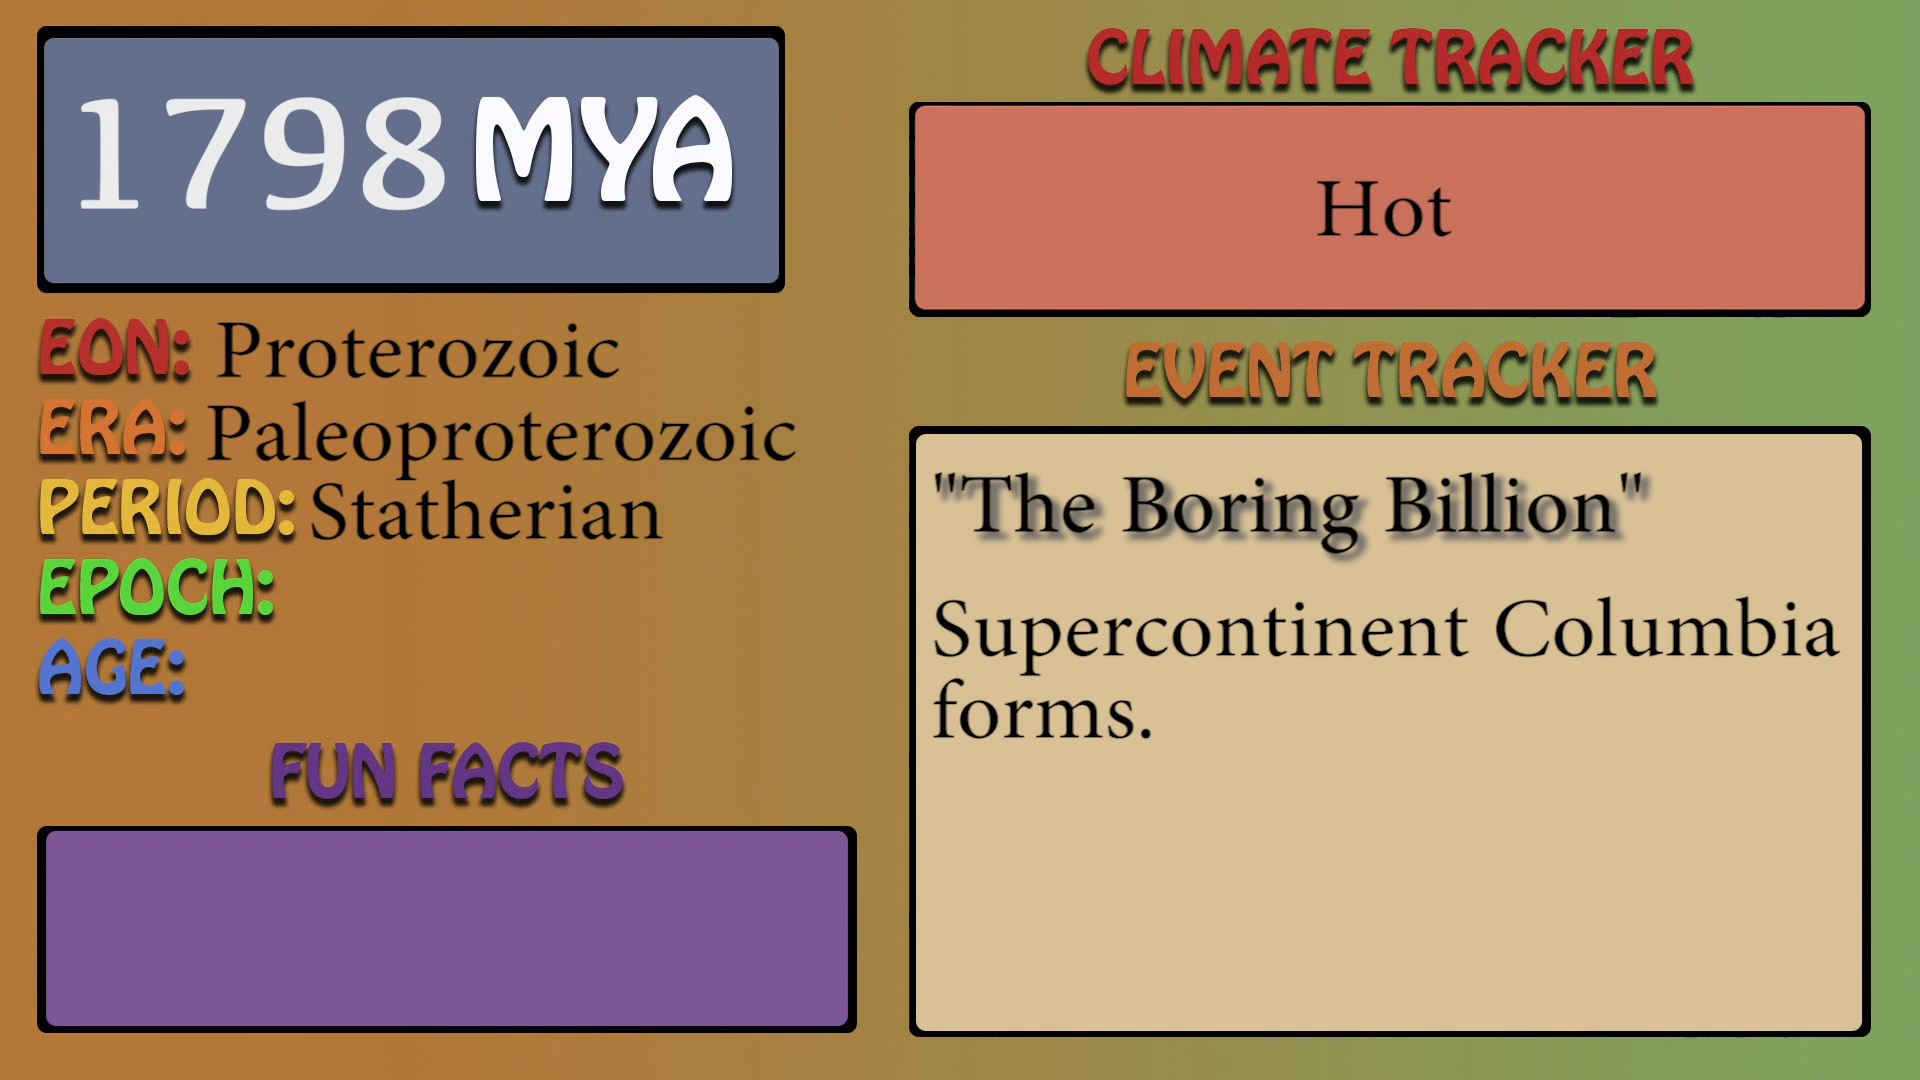 1798 MYA
EON: Proterozoic
ERA: Paleoproterozoic
PERIOD: Statherian
EPOCH:
AGE:
FUN FACTS
CLIMATE TRACKER
Hot
EVENT TRACKER
"The Boring Billion"
Supercontinent Columbia
forms.